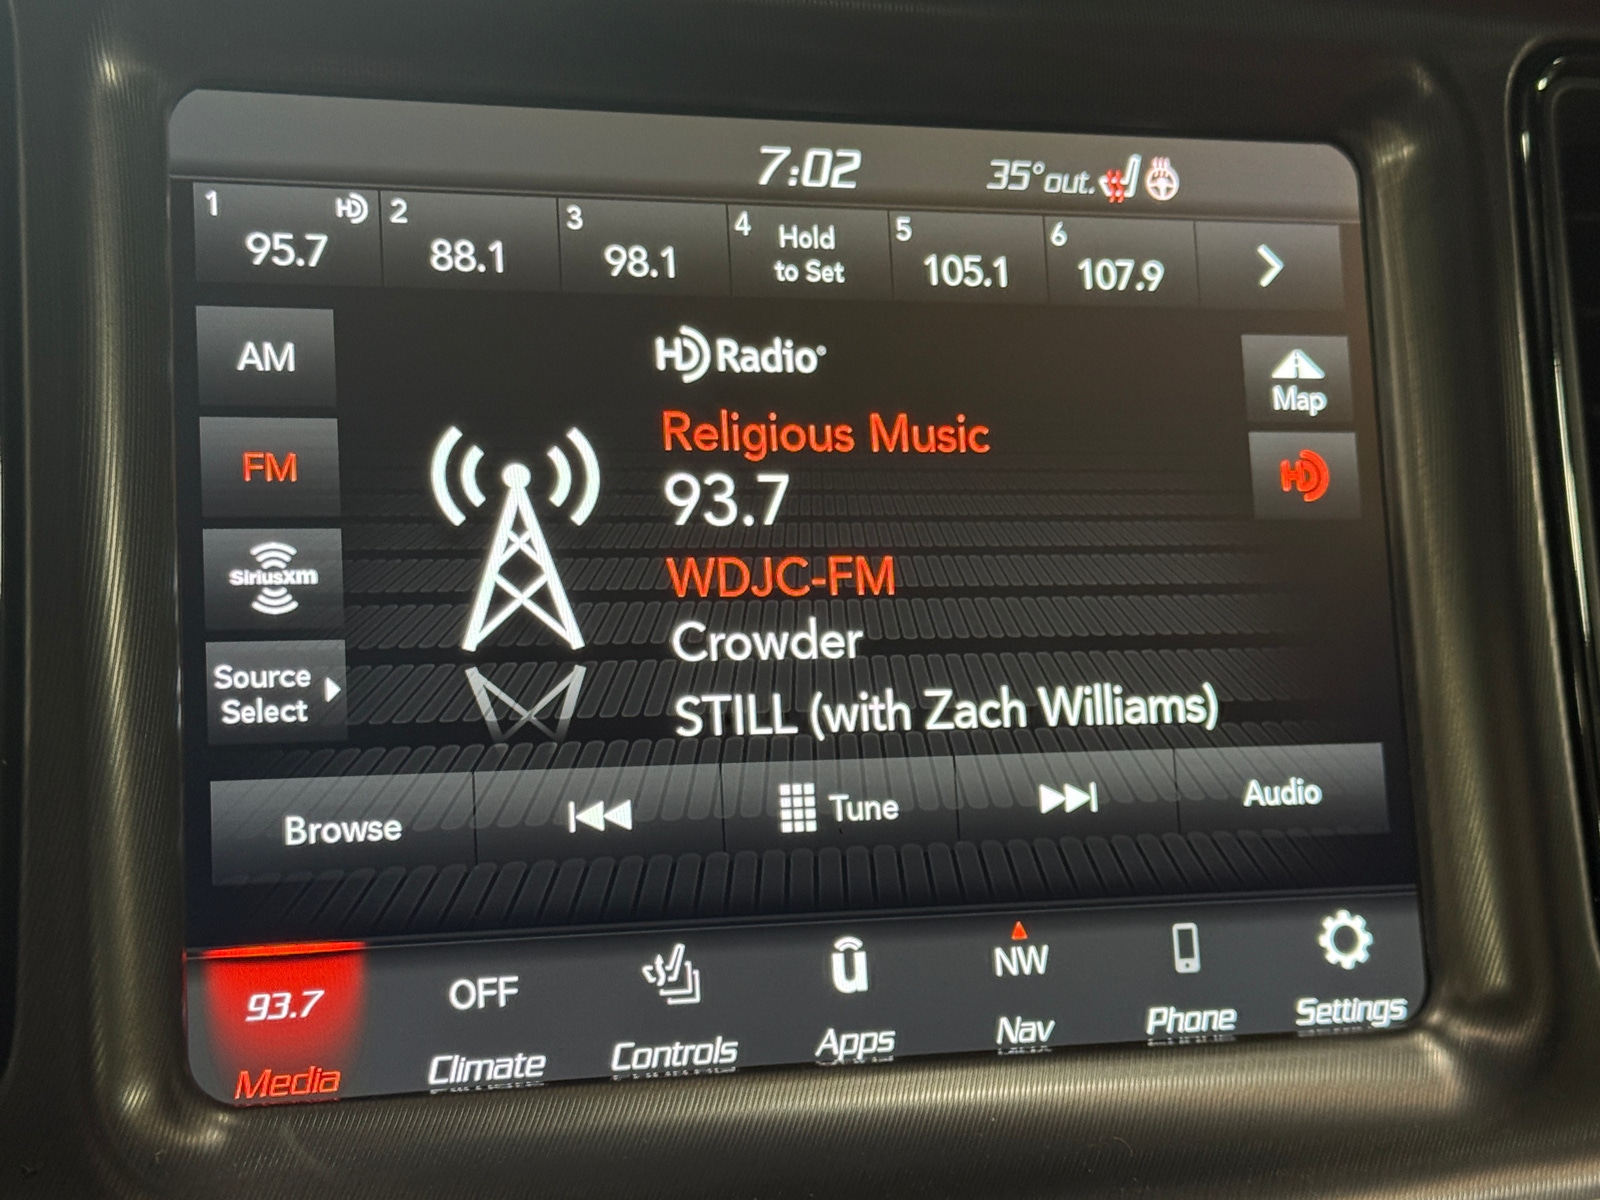 7:02
35°out.
1 HD 95.7
2 88.1
3 98.1
4 Hold
to Set
5 105.1
6 107.9
AM
FM
SiriusXM
Source
Select
HD Radio
Religious Music
93.7
WDJC-FM
Crowder
STILL (with Zach Williams)
Map
HD
Browse
Tune
Audio
93.7
Media
OFF
Climate
Controls
u
Apps
NW
Nav
Phone
Settings